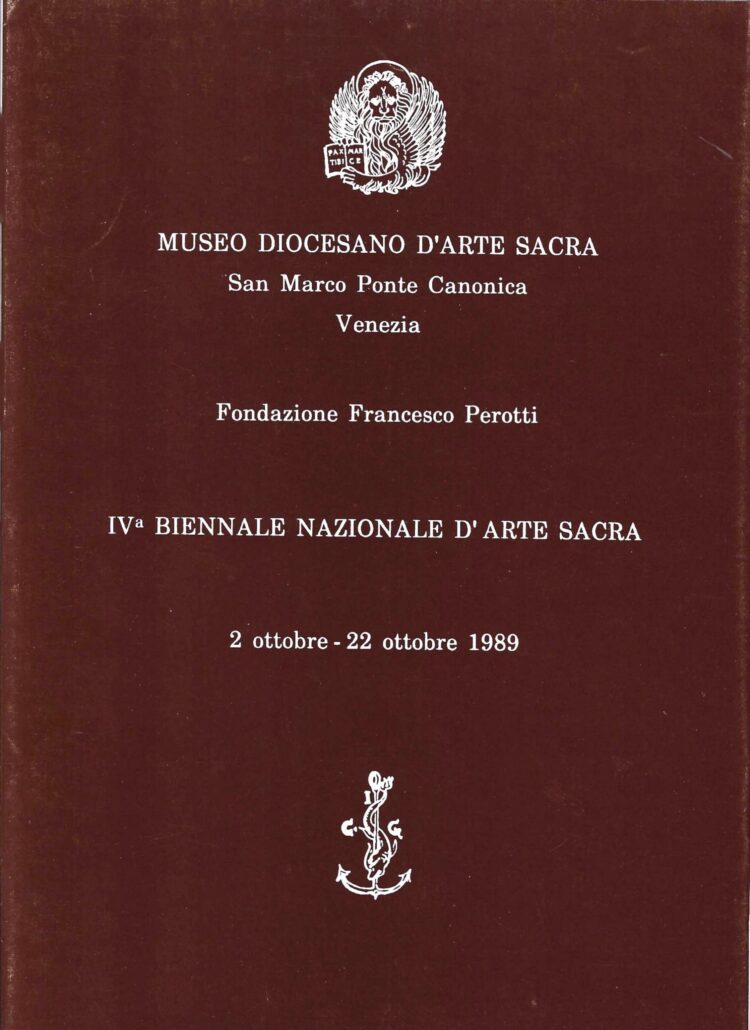 PAX MAR
TIBI CE
MUSEO DIOCESANO D'ARTE SACRA
San Marco Ponte Canonica
Venezia
Fondazione Francesco Perotti
IVª BIENNALE NAZIONALE D'ARTE SACRA
2 ottobre - 22 ottobre 1989
I
C. G